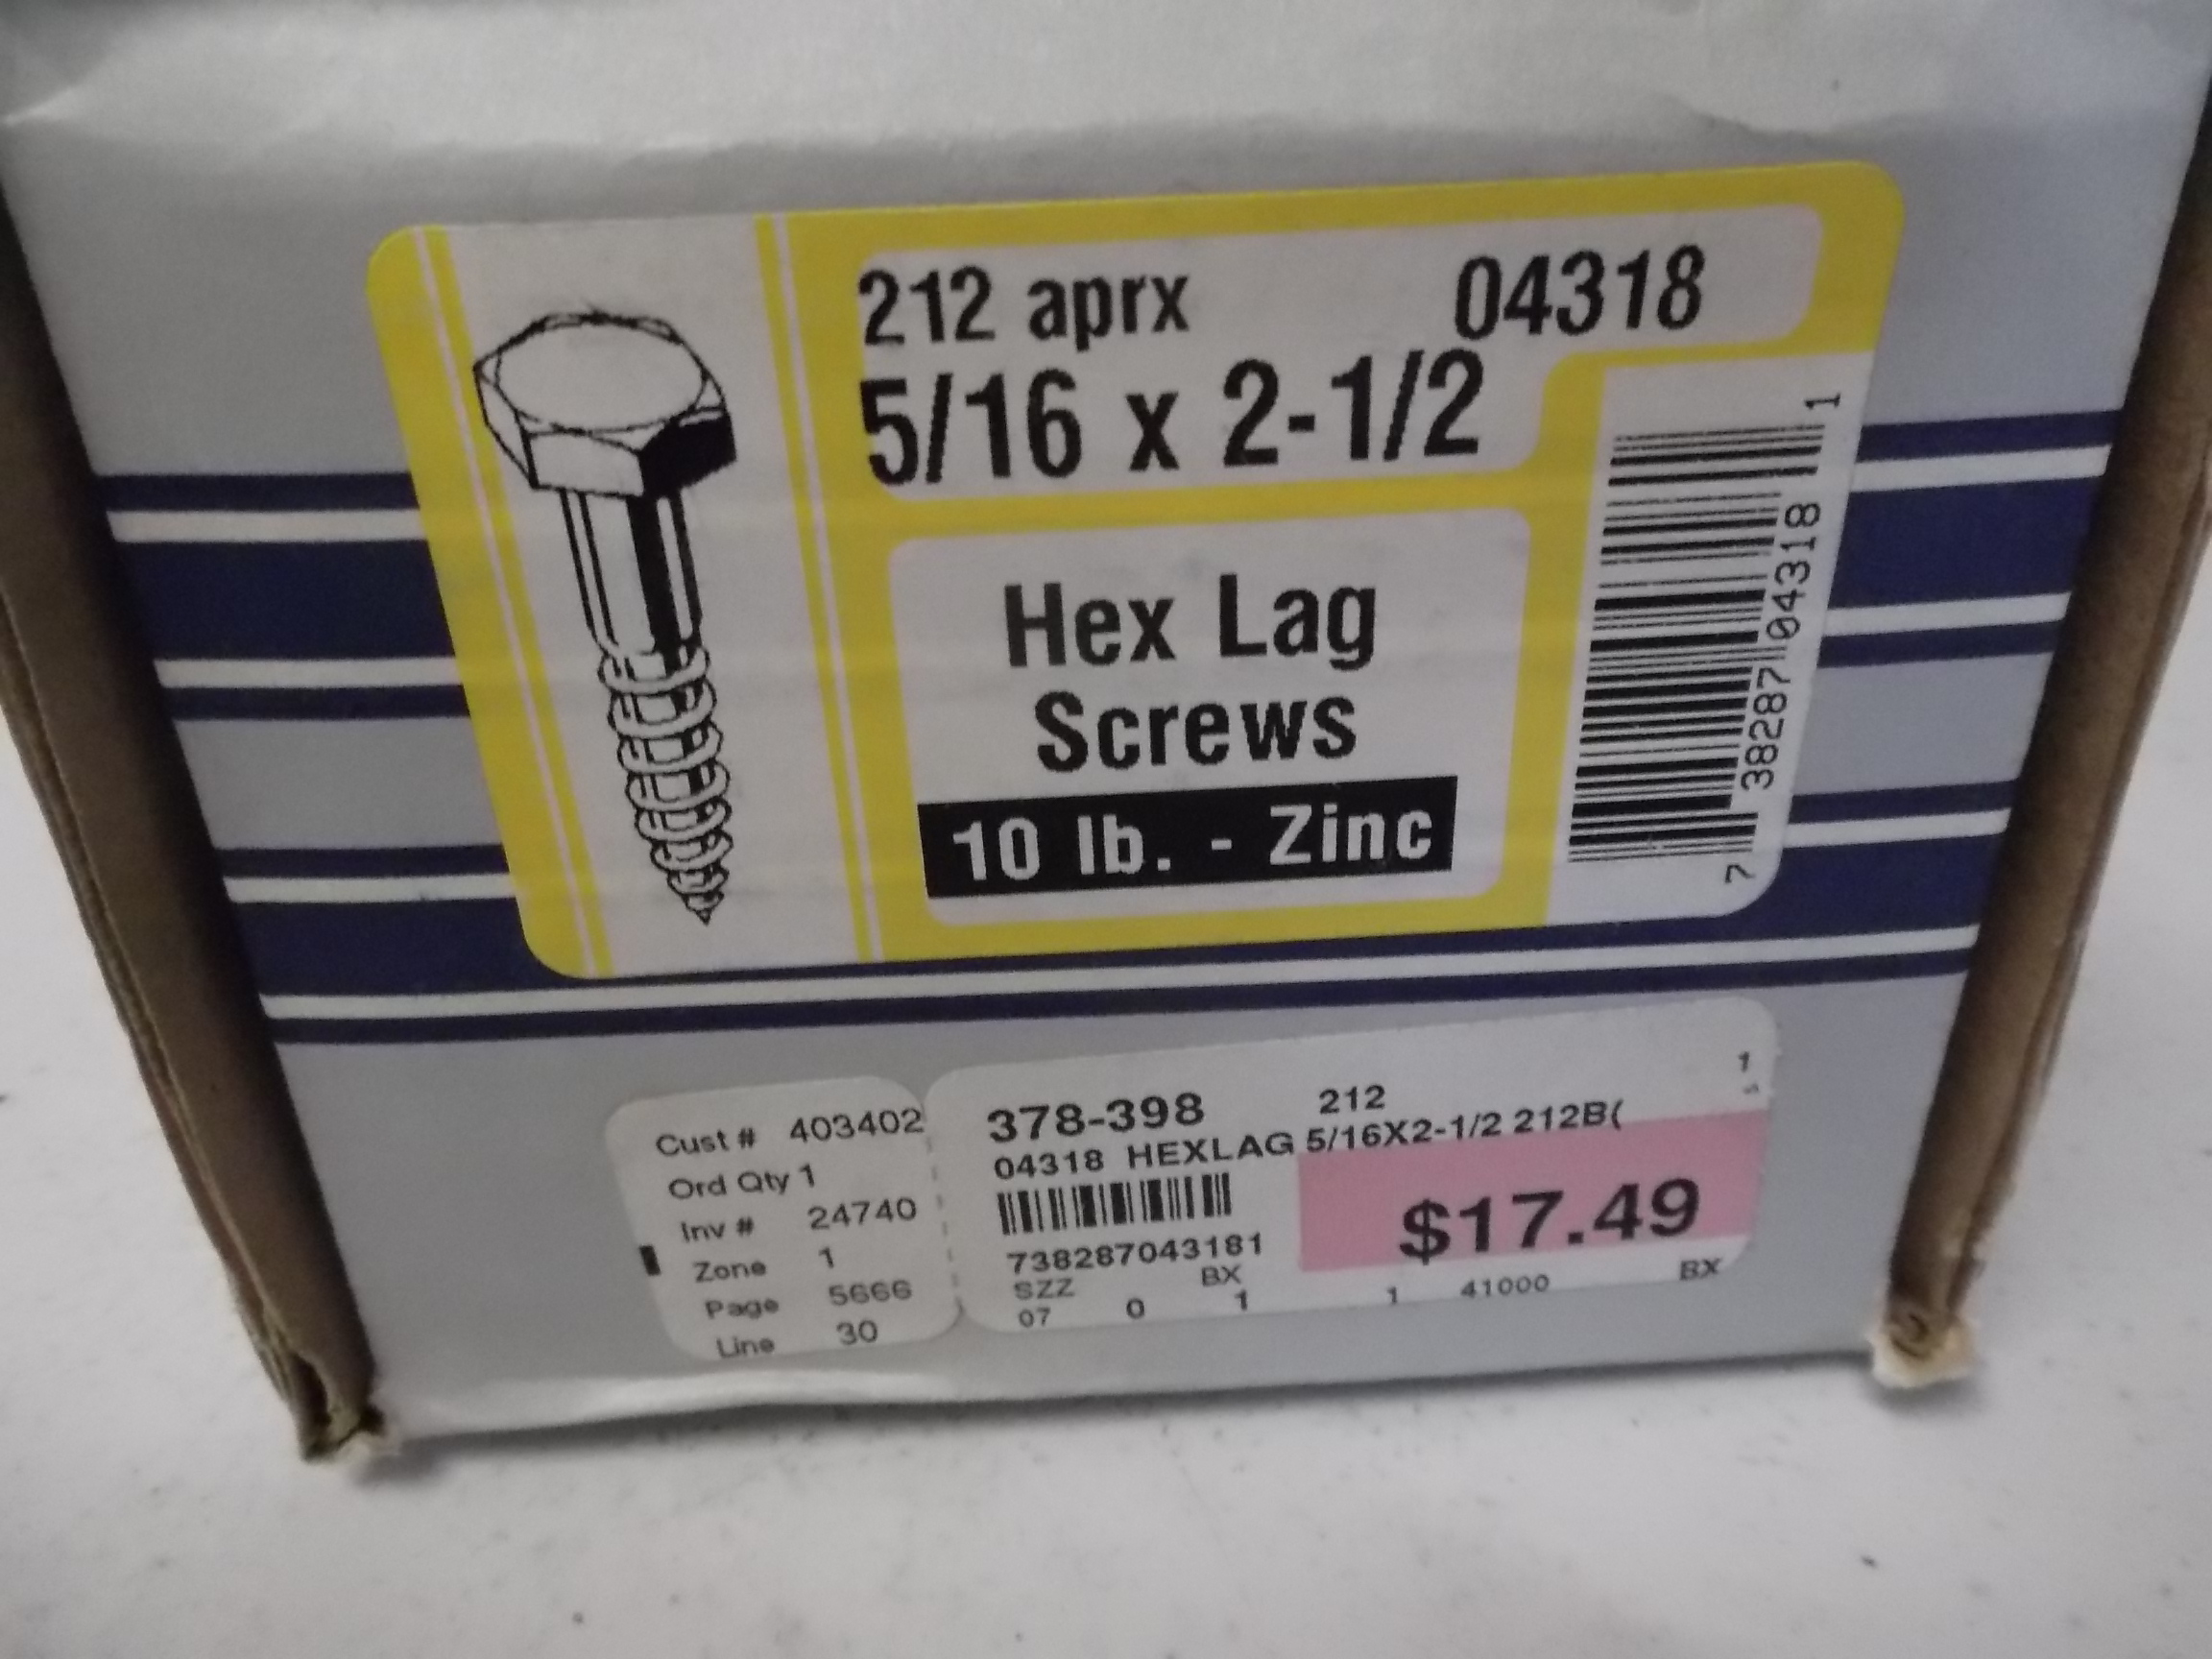 212 aprx 04318
5/16 x 2-1/2
Hex Lag
Screws
10 lb. - Zinc
7 38287 04318 1
Cust # 403402
Ord Qty 1
Inv # 24740
Zone 1
Page 5666
Line 30
378-398 212 1
04318 HEXLAG 5/16X2-1/2 212B(
$17.49
738287043181
SZZ BX BX
07 0 1 1 41000